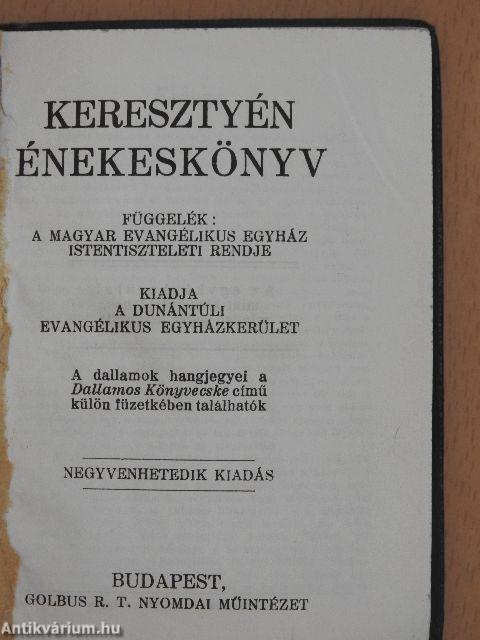 KERESZTYÉN
ÉNEKESKÖNYV
FÜGGELÉK:
A MAGYAR EVANGÉLIKUS EGYHÁZ
ISTENTISZTELETI RENDJE
KIADJA
A DUNÁNTÚLI
EVANGÉLIKUS EGYHÁZKERÜLET
A dallamok hangjegyei a
Dallamos Könyvecske című
külön füzetkében találhatók
NEGYVENHETEDIK KIADÁS
BUDAPEST,
GOLBUS R. T. NYOMDAI MŰINTÉZET
Antikvárium.hu